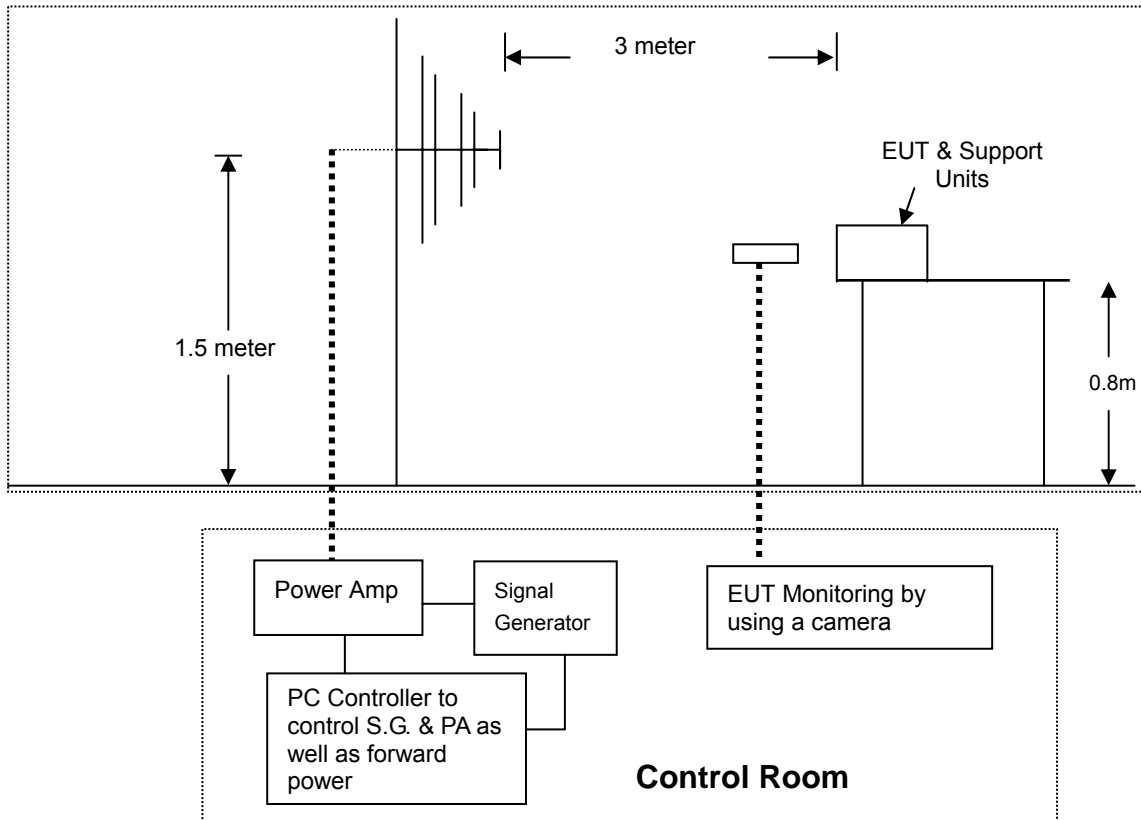 3 meter
EUT & Support
Units
1.5 meter
0.8m
Power Amp
Signal
Generator
EUT Monitoring by
using a camera
PC Controller to
control S.G. & PA as
well as forward
power
Control Room